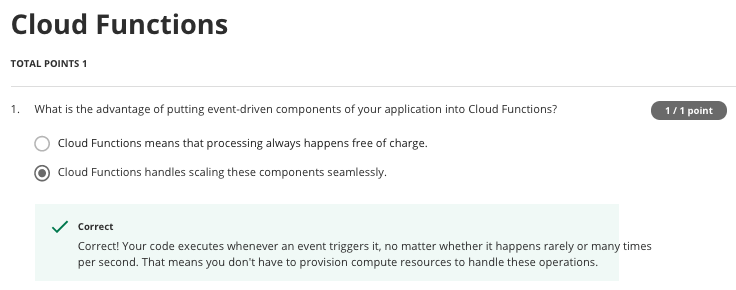 Cloud Functions
TOTAL POINTS 1
1. What is the advantage of putting event-driven components of your application into Cloud Functions? 1 / 1 point
Cloud Functions means that processing always happens free of charge.
Cloud Functions handles scaling these components seamlessly.
Correct
Correct! Your code executes whenever an event triggers it, no matter whether it happens rarely or many times
per second. That means you don't have to provision compute resources to handle these operations.